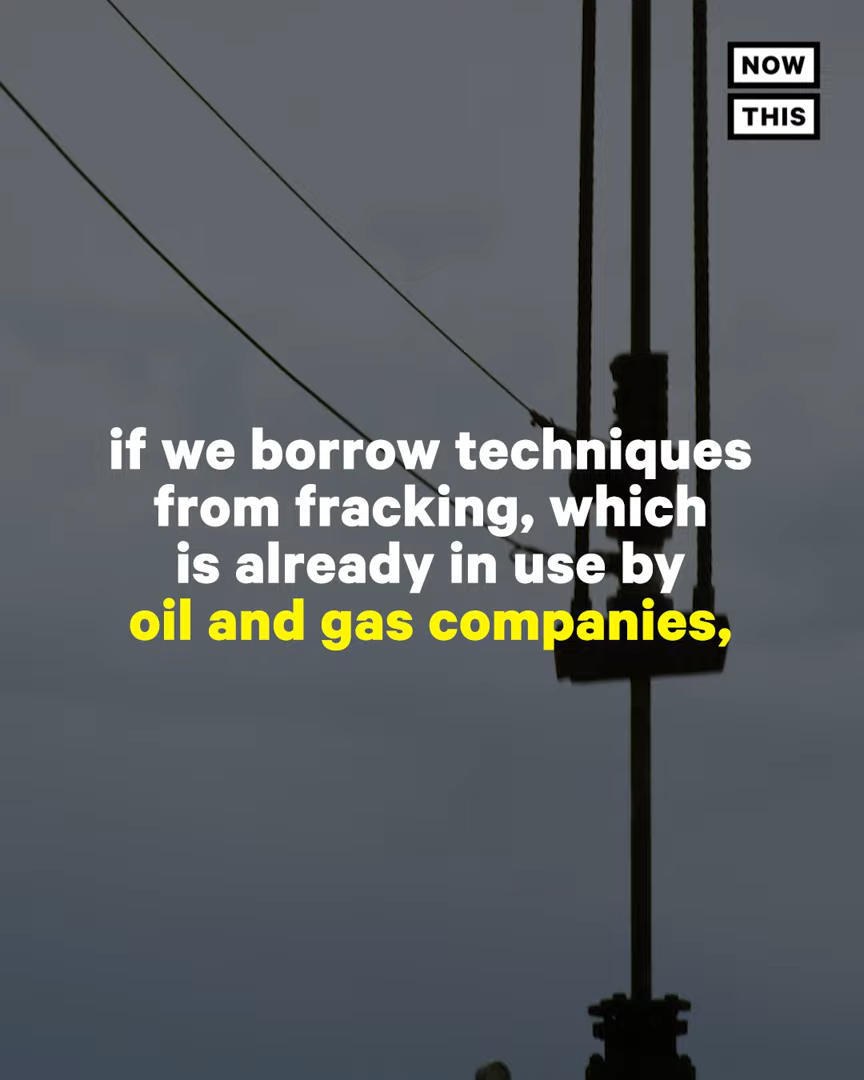 NOW
THIS
if we borrow techniques
from fracking, which
is already in use by
oil and gas companies,